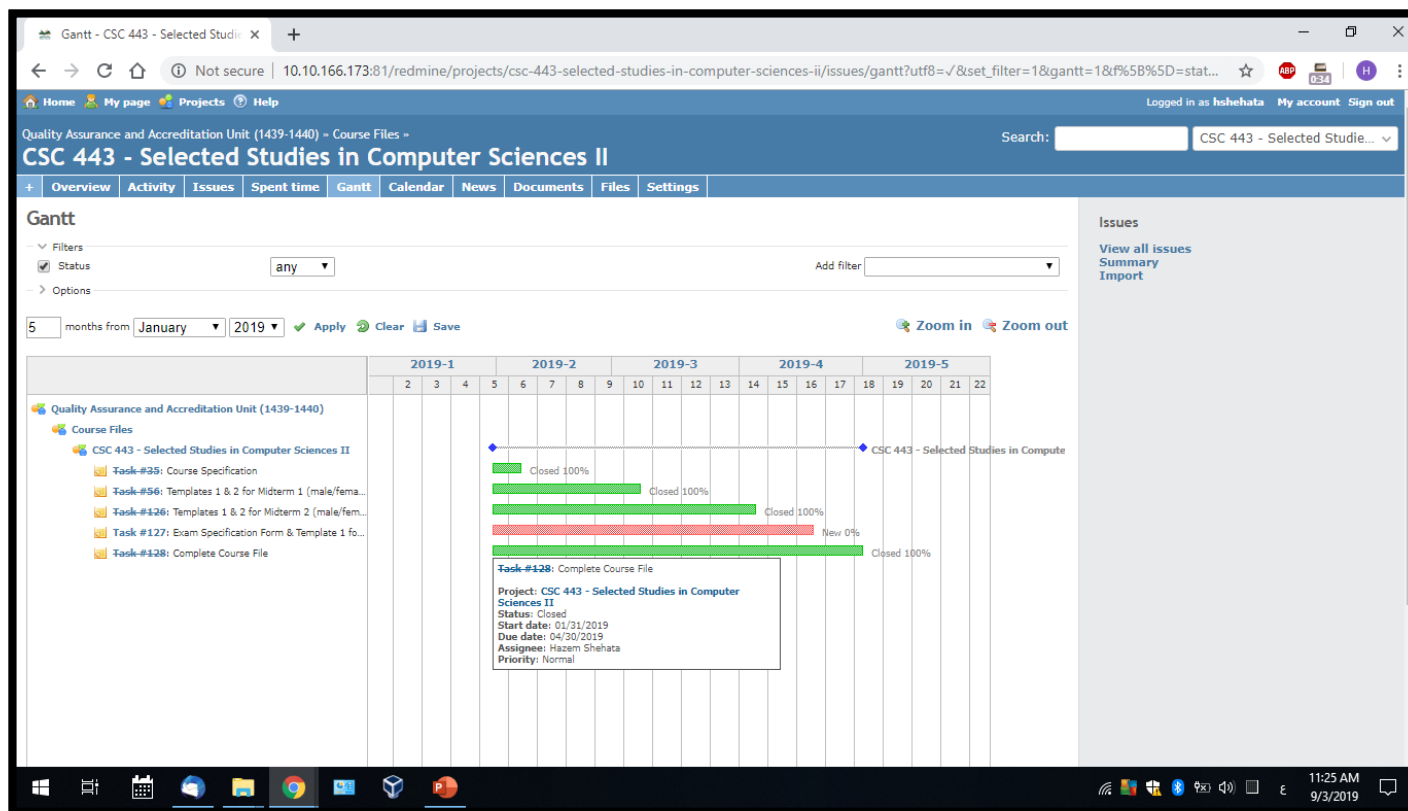 Gantt - CSC 443 - Selected Studie
Not secure | 10.10.166.173:81/redmine/projects/csc-443-selected-studies-in-computer-sciences-ii/issues/gantt?utf8=✓&set_filter=1&gantt=1&f%5B%5D=stat...
ABP
0:34
H
Home My page Projects Help
Logged in as hshehata My account Sign out
Quality Assurance and Accreditation Unit (1439-1440) » Course Files »
Search:
CSC 443 - Selected Studie...
CSC 443 - Selected Studies in Computer Sciences II
+ Overview Activity Issues Spent time Gantt Calendar News Documents Files Settings
Gantt
Filters
Status any Add filter
Options
5 months from January 2019 Apply Clear Save
Zoom in Zoom out
2019-1 2019-2 2019-3 2019-4 2019-5
2 3 4 5 6 7 8 9 10 11 12 13 14 15 16 17 18 19 20 21 22
Quality Assurance and Accreditation Unit (1439-1440)
Course Files
CSC 443 - Selected Studies in Computer Sciences II
CSC 443 - Selected Studies in Compute
Task #35: Course Specification
Closed 100%
Task #56: Templates 1 & 2 for Midterm 1 (male/fema...
Closed 100%
Task #126: Templates 1 & 2 for Midterm 2 (male/fem...
Closed 100%
Task #127: Exam Specification Form & Template 1 fo...
New 0%
Task #128: Complete Course File
Closed 100%
Task #128: Complete Course File
Project: CSC 443 - Selected Studies in Computer
Sciences II
Status: Closed
Start date: 01/31/2019
Due date: 04/30/2019
Assignee: Hazem Shehata
Priority: Normal
Issues
View all issues
Summary
Import
ع
11:25 AM
9/3/2019